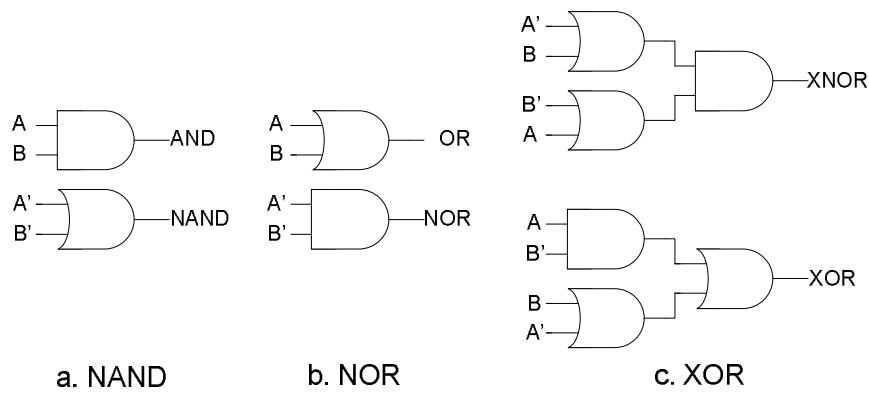 A
B
AND
A'
B'
NAND
a. NAND
A
B
OR
A'
B'
NOR
b. NOR
A'
B
B'
A
XNOR
A
B'
B
A'
XOR
c. XOR